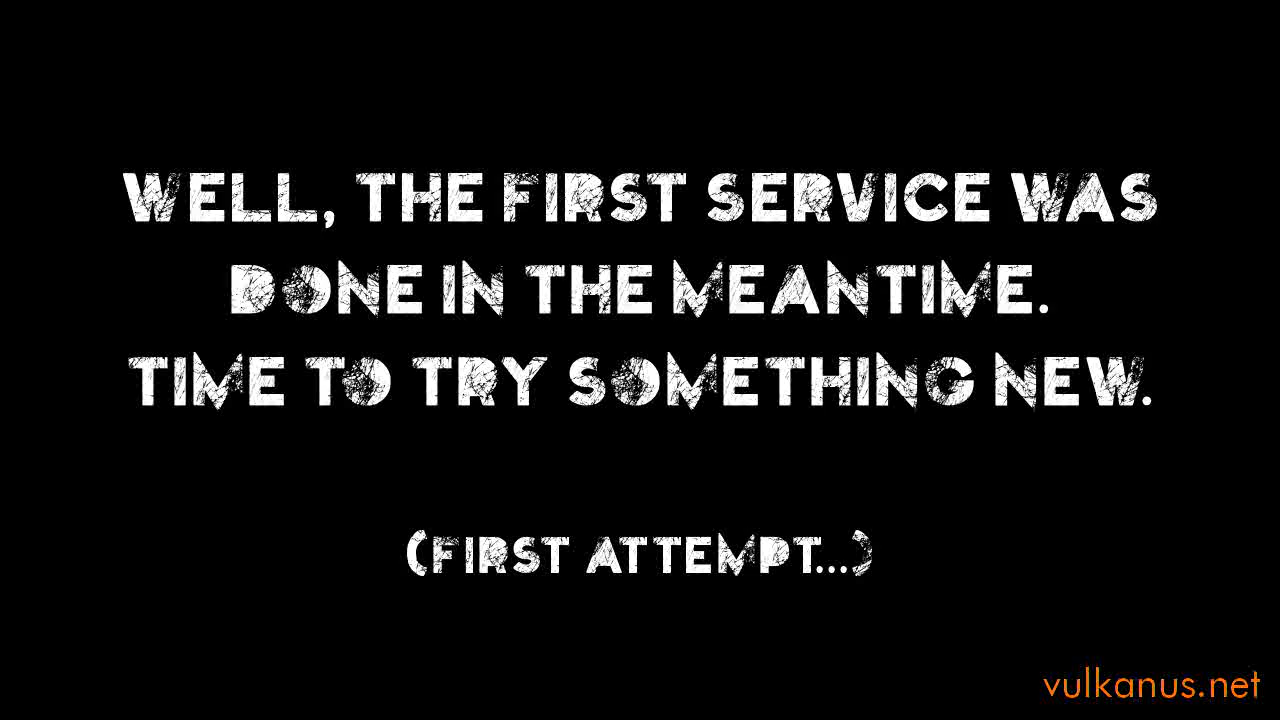 WELL, THE FIRST SERVICE WAS
DONE IN THE MEANTIME.
TIME TO TRY SOMETHING NEW.
(FIRST ATTEMPT...)
vulkanus.net